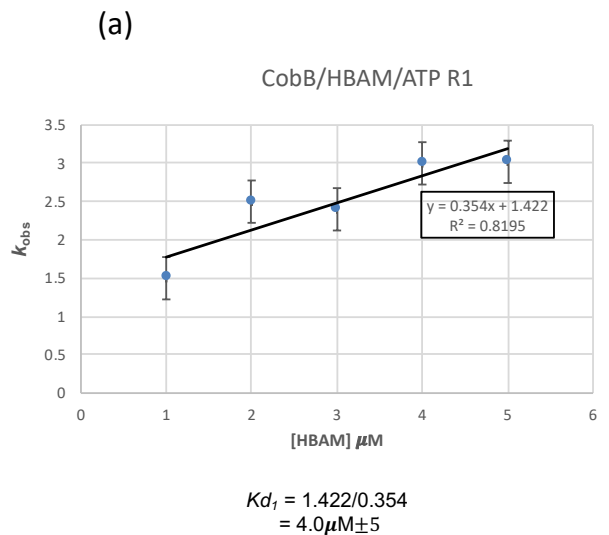 (a)
CobB/HBAM/ATP R1
3.5
3
2.5
2
1.5
1
0.5
0
kobs
y = 0.354x + 1.422
R² = 0.8195
0 1 2 3 4 5 6
[HBAM] µM
Kd₁ = 1.422/0.354
= 4.0µM±5